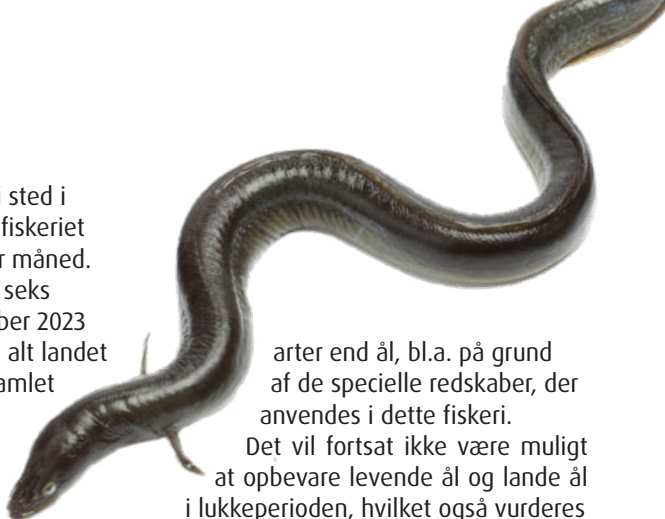 i sted i
fiskeriet
r måned.
seks
ber 2023
alt landet
amlet
arter end ål, bl.a. på grund
af de specielle redskaber, der
anvendes i dette fiskeri.
Det vil fortsat ikke være muligt
at opbevare levende ål og lande ål
i lukkeperioden, hvilket også vurderes